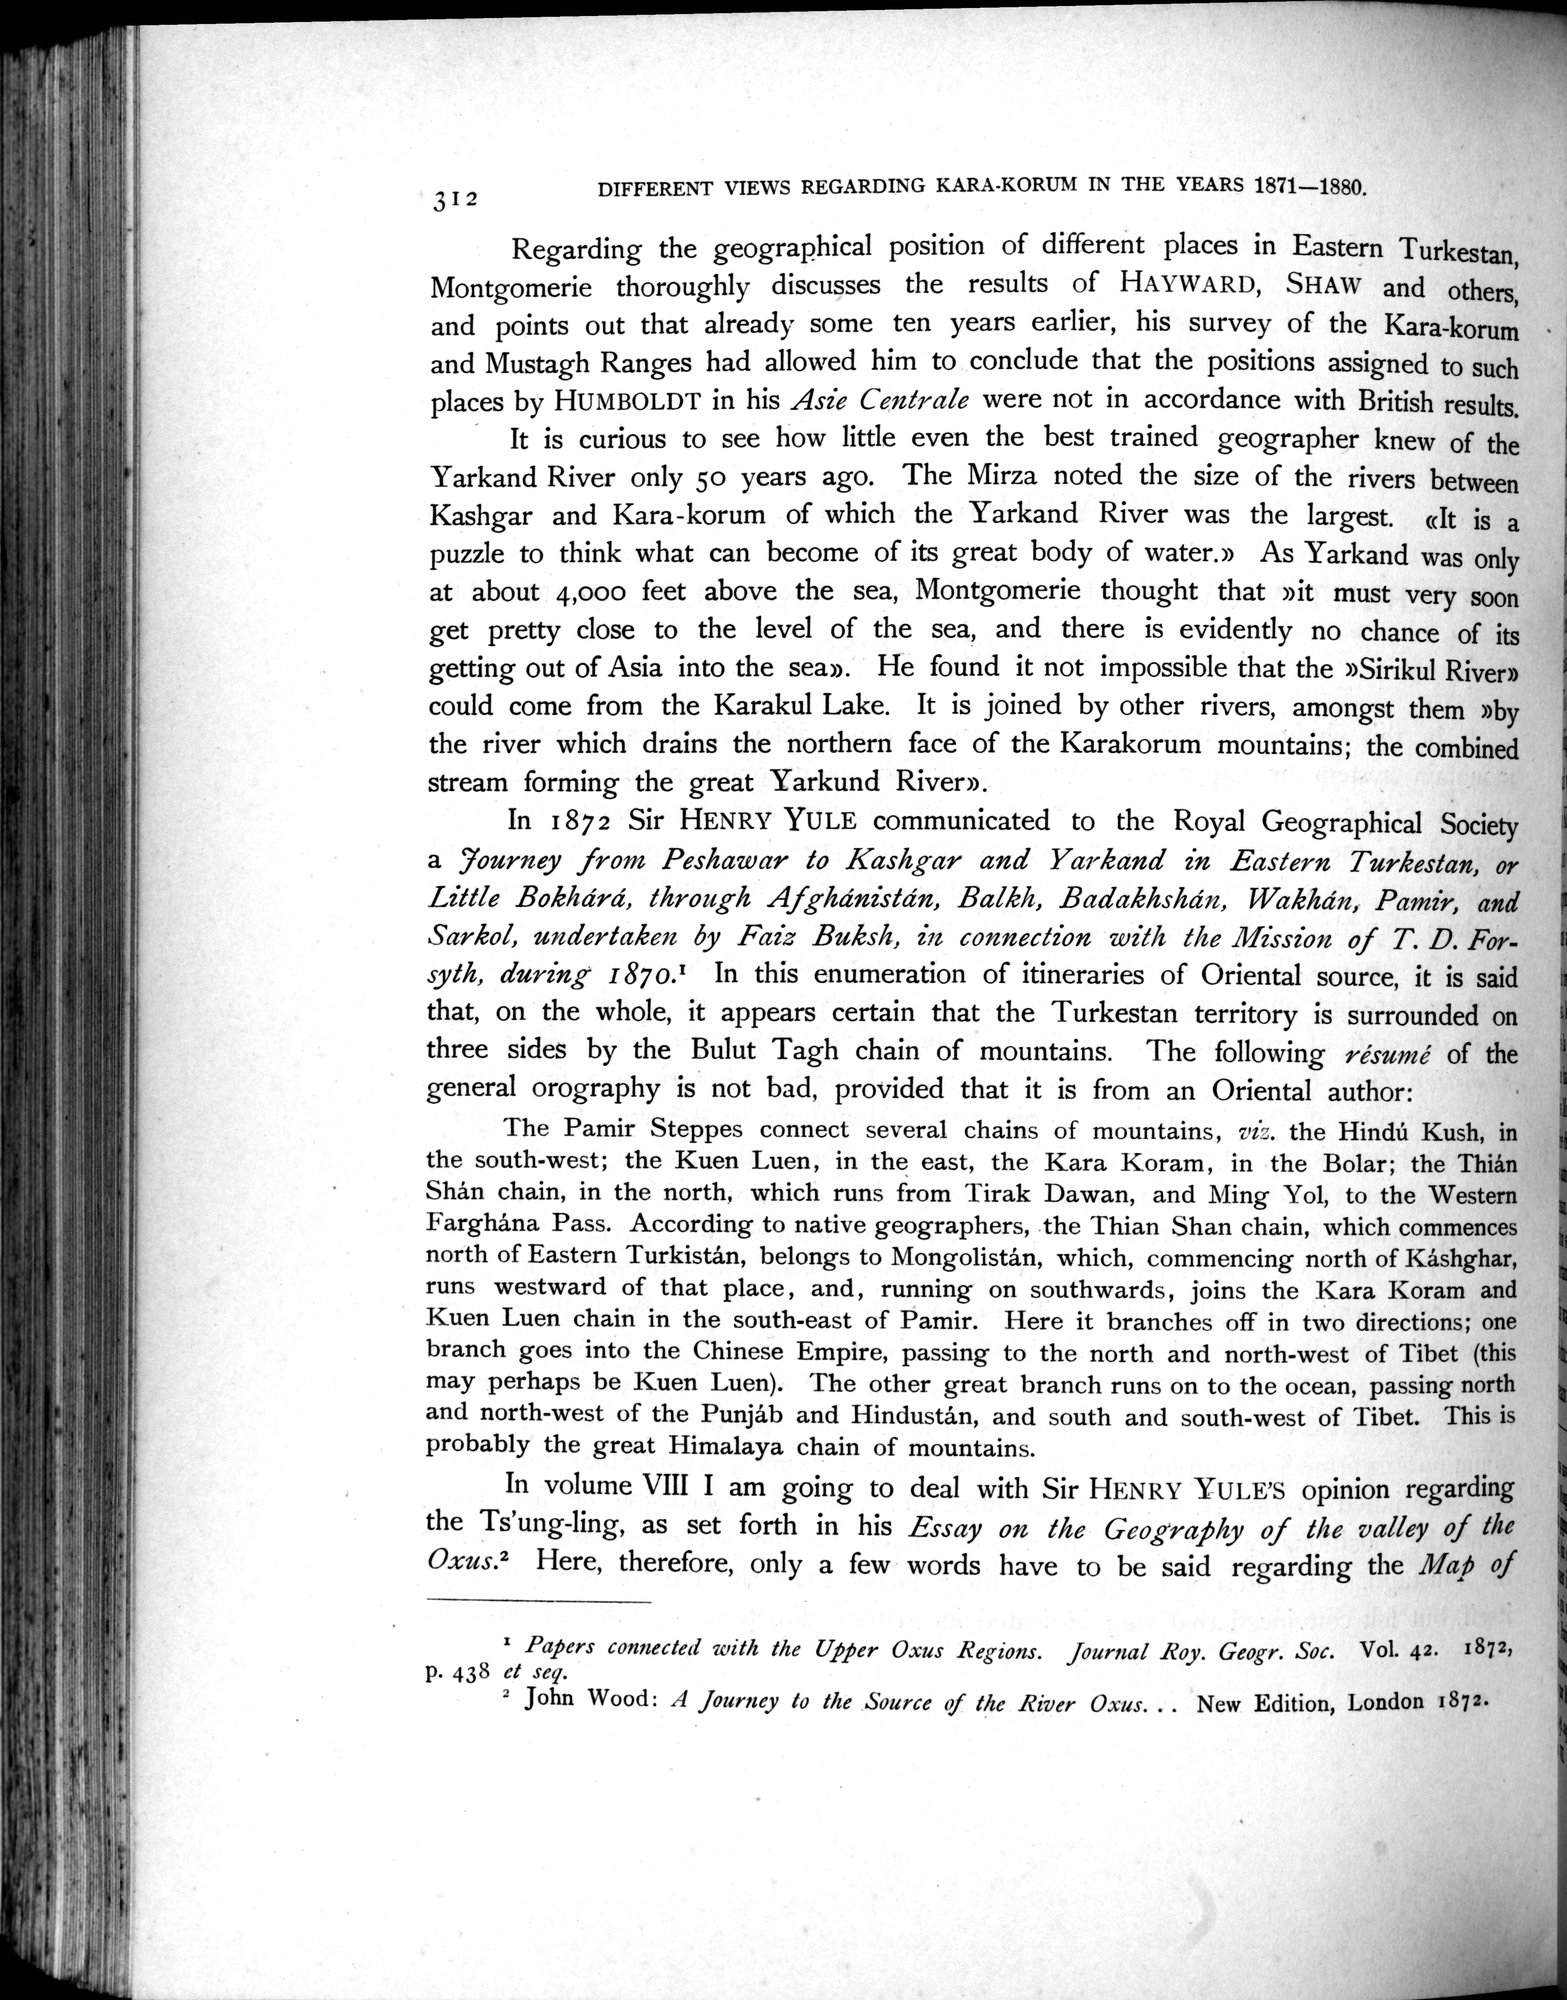 312 DIFFERENT VIEWS REGARDING KARA-KORUM IN THE YEARS 1871—1880.
Regarding the geographical position of different places in Eastern Turkestan,
Montgomerie thoroughly discusses the results of HAYWARD, SHAW and others,
and points out that already some ten years earlier, his survey of the Kara-korum
and Mustagh Ranges had allowed him to conclude that the positions assigned to such
places by HUMBOLDT in his Asie Centrale were not in accordance with British results.
It is curious to see how little even the best trained geographer knew of the
Yarkand River only 50 years ago. The Mirza noted the size of the rivers between
Kashgar and Kara-korum of which the Yarkand River was the largest. «It is a
puzzle to think what can become of its great body of water.» As Yarkand was only
at about 4,000 feet above the sea, Montgomerie thought that »it must very soon
get pretty close to the level of the sea, and there is evidently no chance of its
getting out of Asia into the sea». He found it not impossible that the »Sirikul River»
could come from the Karakul Lake. It is joined by other rivers, amongst them »by
the river which drains the northern face of the Karakorum mountains; the combined
stream forming the great Yarkund River».
In 1872 Sir HENRY YULE communicated to the Royal Geographical Society
a Journey from Peshawar to Kashgar and Yarkand in Eastern Turkestan, or
Little Bokhárá, through Afghánistán, Balkh, Badakhshán, Wakhán, Pamir, and
Sarkol, undertaken by Faiz Buksh, in connection with the Mission of T. D. For-
syth, during 1870.¹ In this enumeration of itineraries of Oriental source, it is said
that, on the whole, it appears certain that the Turkestan territory is surrounded on
three sides by the Bulut Tagh chain of mountains. The following résumé of the
general orography is not bad, provided that it is from an Oriental author:
The Pamir Steppes connect several chains of mountains, viz. the Hindú Kush, in
the south-west; the Kuen Luen, in the east, the Kara Koram, in the Bolar; the Thián
Shán chain, in the north, which runs from Tirak Dawan, and Ming Yol, to the Western
Farghána Pass. According to native geographers, the Thian Shan chain, which commences
north of Eastern Turkistán, belongs to Mongolistán, which, commencing north of Káshghar,
runs westward of that place, and, running on southwards, joins the Kara Koram and
Kuen Luen chain in the south-east of Pamir. Here it branches off in two directions; one
branch goes into the Chinese Empire, passing to the north and north-west of Tibet (this
may perhaps be Kuen Luen). The other great branch runs on to the ocean, passing north
and north-west of the Punjáb and Hindustán, and south and south-west of Tibet. This is
probably the great Himalaya chain of mountains.
In volume VIII I am going to deal with Sir HENRY YULE'S opinion regarding
the Ts'ung-ling, as set forth in his Essay on the Geography of the valley of the
Oxus.² Here, therefore, only a few words have to be said regarding the Map of
¹ Papers connected with the Upper Oxus Regions. Journal Roy. Geogr. Soc. Vol. 42. 1872,
p. 438 et seq.
² John Wood: A Journey to the Source of the River Oxus. . . New Edition, London 1872.